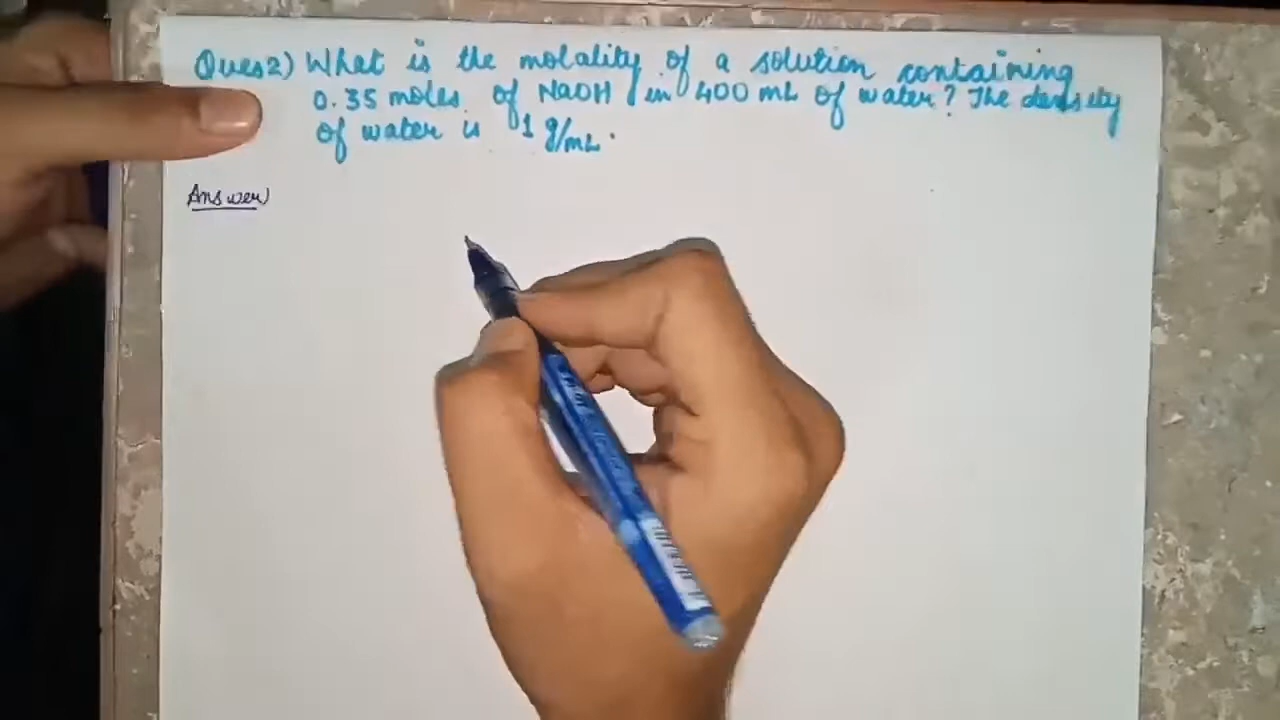 Ques2) What is the molality of a solution containing
0.35 moles of NaOH in 400 mL of water? The density
of water is 1 g/mL.
Answer